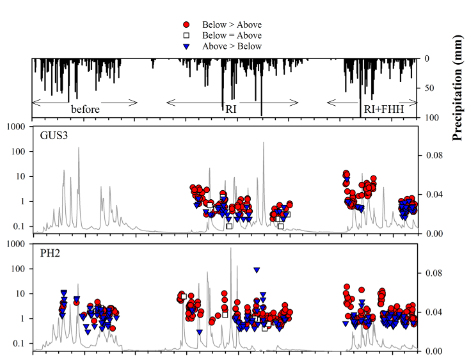 Below > Above
Below = Above
Above > Below
0
50
100
Precipitation (mm)
before
RI
RI+FHH
GUS3
1000
100
10
1
0.1
0.08
0.04
0.00
PH2
1000
100
10
1
0.1
0.08
0.04
0.00